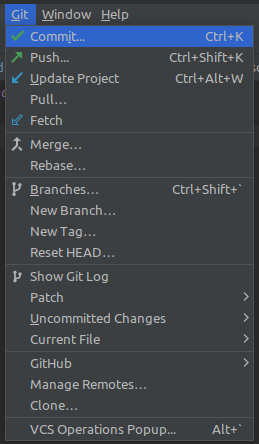 Git Window Help
Commit... Ctrl+K
Push... Ctrl+Shift+K
Update Project Ctrl+Alt+W
Pull...
Fetch
Merge...
Rebase...
Branches... Ctrl+Shift+`
New Branch...
New Tag...
Reset HEAD...
Show Git Log
Patch
Uncommitted Changes
Current File
GitHub
Manage Remotes...
Clone...
VCS Operations Popup... Alt+`